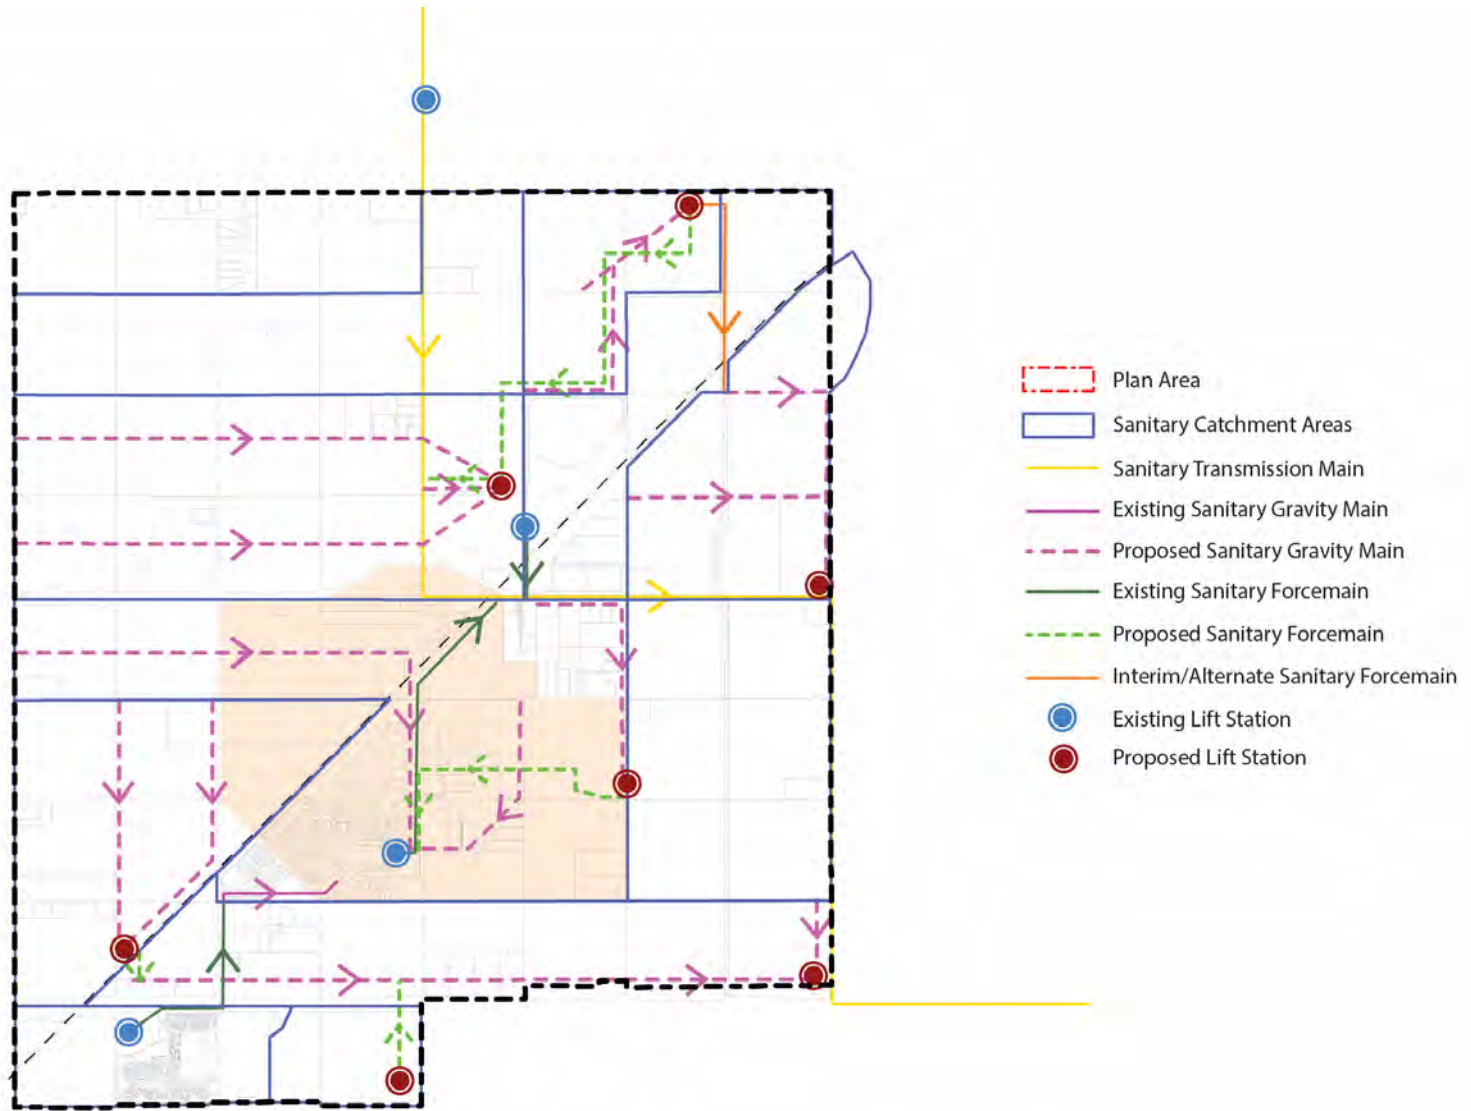 Plan Area
Sanitary Catchment Areas
Sanitary Transmission Main
Existing Sanitary Gravity Main
Proposed Sanitary Gravity Main
Existing Sanitary Forcemain
Proposed Sanitary Forcemain
Interim/Alternate Sanitary Forcemain
Existing Lift Station
Proposed Lift Station